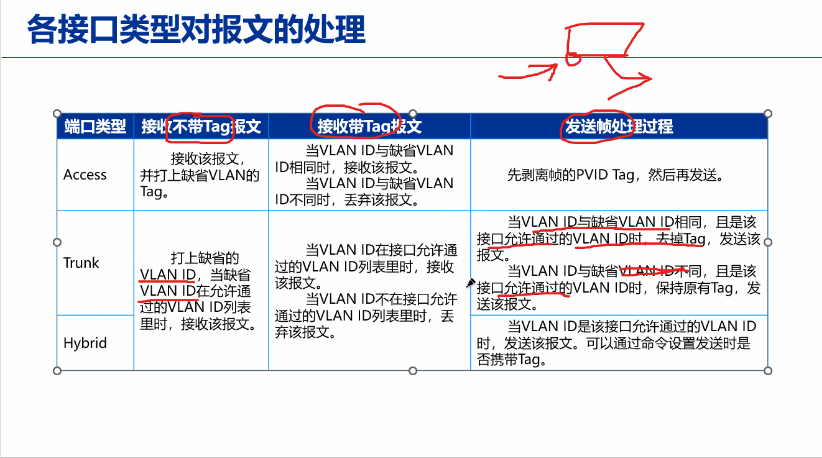 各接口类型对报文的处理
端口类型
接收不带Tag报文
接收带Tag报文
发送帧处理过程
Access
接收该报文，
并打上缺省VLAN的
Tag。
当VLAN ID与缺省VLAN
ID相同时，接收该报文。
当VLAN ID与缺省VLAN
ID不同时，丢弃该报文。
先剥离帧的PVID Tag，然后再发送。
Trunk
打上缺省的
VLAN ID，当缺省
VLAN ID在允许通
过的VLAN ID列表
里时，接收该报文。
当VLAN ID在接口允许通
过的VLAN ID列表里时，接收
该报文。
当VLAN ID不在接口允许
通过的VLAN ID列表里时，丢
弃该报文。
当VLAN ID与缺省VLAN ID相同，且是该
接口允许通过的VLAN ID时，去掉Tag，发送该
报文。
当VLAN ID与缺省VLAN ID不同，且是该
接口允许通过的VLAN ID时，保持原有Tag，发
送该报文。
Hybrid
当VLAN ID是该接口允许通过的VLAN ID
时，发送该报文。可以通过命令设置发送时是
否携带Tag。